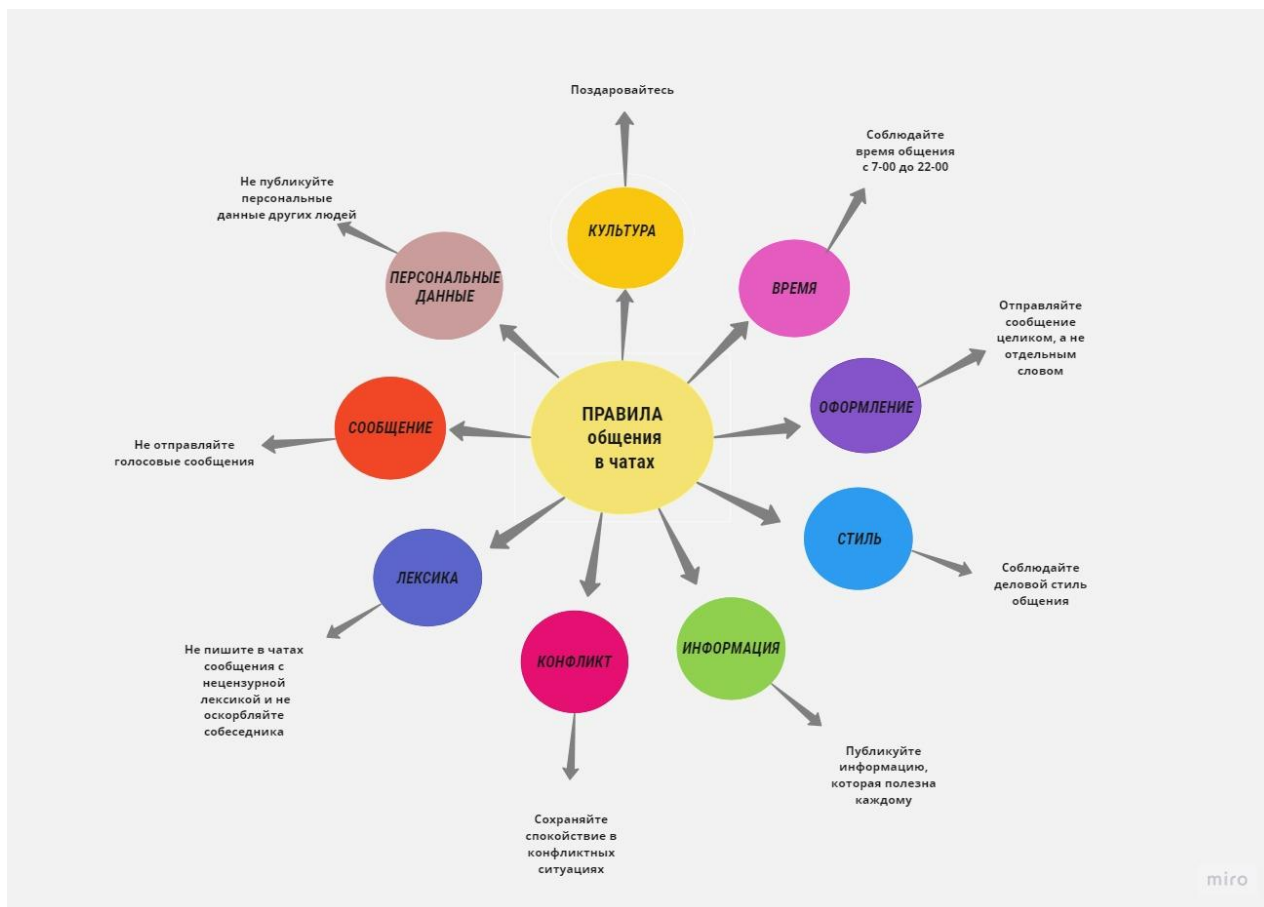 ПРАВИЛА
общения
в чатах
КУЛЬТУРА
Поздаровайтесь
ВРЕМЯ
Соблюдайте
время общения
с 7-00 до 22-00
ОФОРМЛЕНИЕ
Отправляйте
сообщение
целиком, а не
отдельным
словом
СТИЛЬ
Соблюдайте
деловой стиль
общения
ИНФОРМАЦИЯ
Публикуйте
информацию,
которая полезна
каждому
КОНФЛИКТ
Сохраняйте
спокойствие в
конфликтных
ситуациях
ЛЕКСИКА
Не пишите в чатах
сообщения с
нецензурной
лексикой и не
оскорбляйте
собеседника
СООБЩЕНИЕ
Не отправляйте
голосовые сообщения
ПЕРСОНАЛЬНЫЕ
ДАННЫЕ
Не публикуйте
персональные
данные других людей
miro